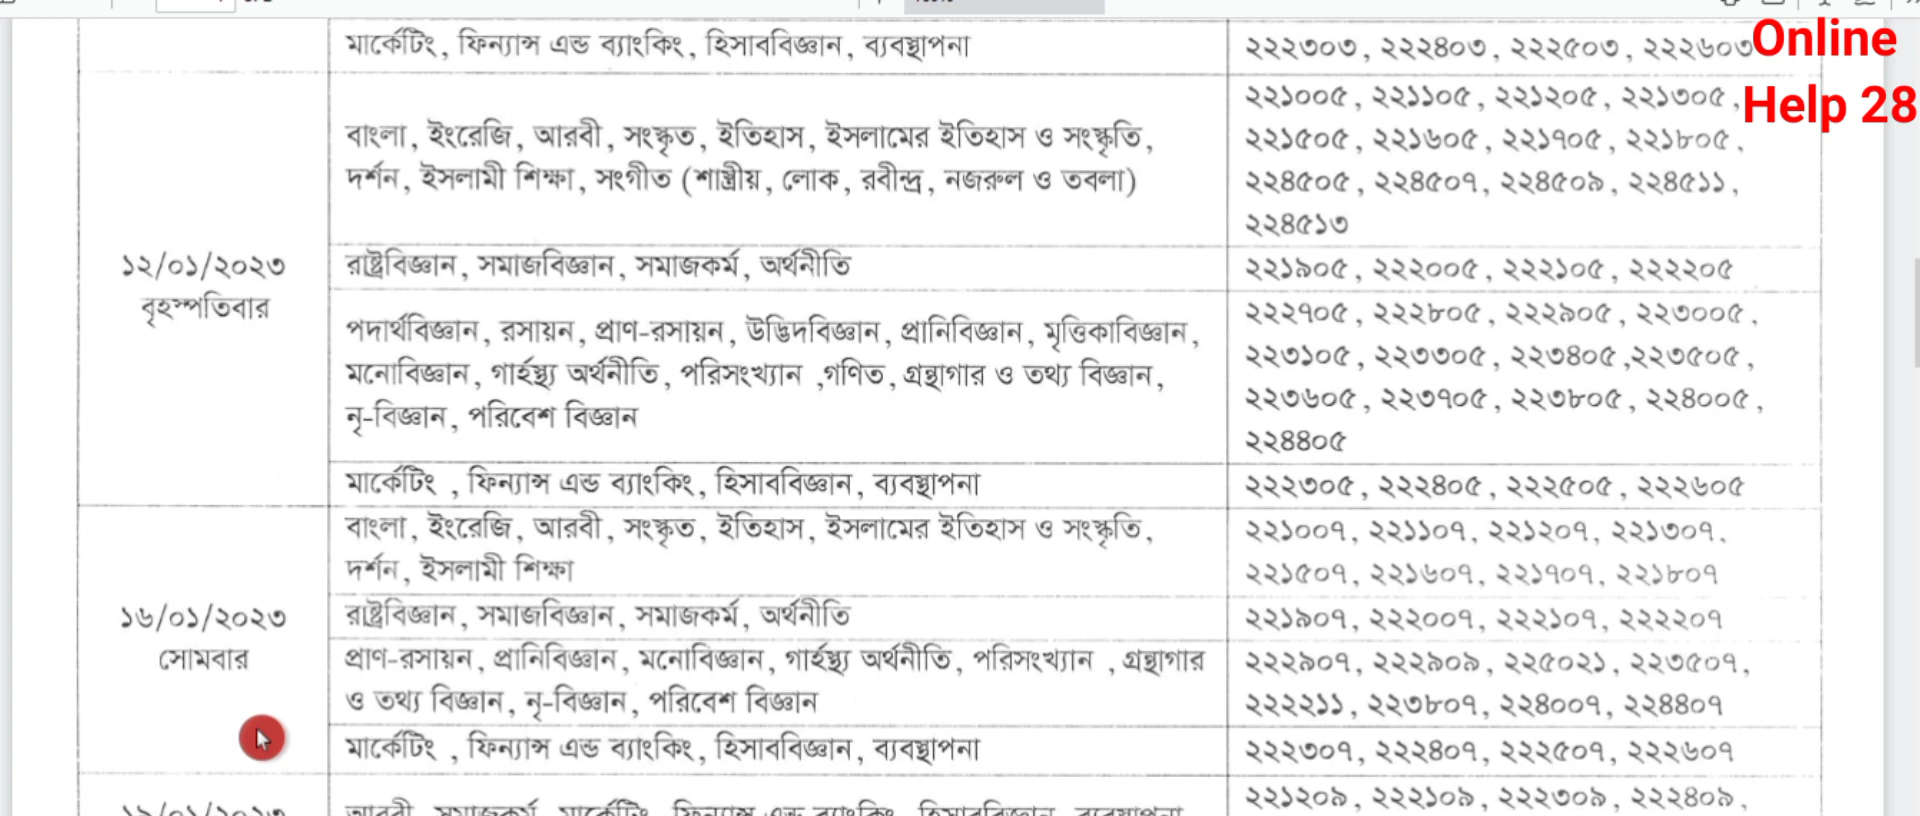 মার্কেটিং, ফিন্যান্স এন্ড ব্যাংকিং, হিসাববিজ্ঞান, ব্যবস্থাপনা
২২২৩০৩, ২২২৪০৩, ২২২৫০৩, ২২২৬০৩
Online
Help 28
১২/০১/২০২৩
বৃহস্পতিবার
বাংলা, ইংরেজি, আরবী, সংস্কৃত, ইতিহাস, ইসলামের ইতিহাস ও সংস্কৃতি,
দর্শন, ইসলামী শিক্ষা, সংগীত (শাস্ত্রীয়, লোক, রবীন্দ্র, নজরুল ও তবলা)
২২১০০৫, ২২১১০৫, ২২১২০৫, ২২১৩০৫,
২২১৫০৫, ২২১৬০৫, ২২১৭০৫, ২২১৮০৫,
২২৪৫০৫, ২২৪৫০৭, ২২৪৫০৯, ২২৪৫১১,
২২৪৫১৩
রাষ্ট্রবিজ্ঞান, সমাজবিজ্ঞান, সমাজকর্ম, অর্থনীতি
২২১৯০৫, ২২২০০৫, ২২২১০৫, ২২২২০৫
পদার্থবিজ্ঞান, রসায়ন, প্রাণ-রসায়ন, উদ্ভিদবিজ্ঞান, প্রানিবিজ্ঞান, মৃত্তিকাবিজ্ঞান,
মনোবিজ্ঞান, গার্হস্থ্য অর্থনীতি, পরিসংখ্যান ,গণিত, গ্রন্থাগার ও তথ্য বিজ্ঞান,
নৃ-বিজ্ঞান, পরিবেশ বিজ্ঞান
২২২৭০৫, ২২২৮০৫, ২২২৯০৫, ২২৩০০৫,
২২৩১০৫, ২২৩৩০৫, ২২৩৪০৫ ,২২৩৫০৫,
২২৩৬০৫, ২২৩৭০৫, ২২৩৮০৫, ২২৪০০৫,
২২৪৪০৫
মার্কেটিং , ফিন্যান্স এন্ড ব্যাংকিং, হিসাববিজ্ঞান, ব্যবস্থাপনা
২২২৩০৫, ২২২৪০৫, ২২২৫০৫, ২২২৬০৫
১৬/০১/২০২৩
সোমবার
বাংলা, ইংরেজি, আরবী, সংস্কৃত, ইতিহাস, ইসলামের ইতিহাস ও সংস্কৃতি,
দর্শন, ইসলামী শিক্ষা
২২১০০৭, ২২১১০৭, ২২১২০৭, ২২১৩০৭,
২২১৫০৭, ২২১৬০৭, ২২১৭০৭, ২২১৮০৭
রাষ্ট্রবিজ্ঞান, সমাজবিজ্ঞান, সমাজকর্ম, অর্থনীতি
২২১৯০৭, ২২২০০৭, ২২২১০৭, ২২২২০৭
প্রাণ-রসায়ন, প্রানিবিজ্ঞান, মনোবিজ্ঞান, গার্হস্থ্য অর্থনীতি, পরিসংখ্যান , গ্রন্থাগার
ও তথ্য বিজ্ঞান, নৃ-বিজ্ঞান, পরিবেশ বিজ্ঞান
২২২৯০৭, ২২২৯০৯, ২২৫০২১, ২২৩৫০৭,
২২২২১১, ২২৩৮০৭, ২২৪০০৭, ২২৪৪০৭
মার্কেটিং , ফিন্যান্স এন্ড ব্যাংকিং, হিসাববিজ্ঞান, ব্যবস্থাপনা
২২২৩০৭, ২২২৪০৭, ২২২৫০৭, ২২২৬০৭
আরবী, সমাজকর্ম, মার্কেটিং, ফিন্যান্স এন্ড ব্যাংকিং, হিসাববিজ্ঞান, ব্যবস্থাপনা
২২১২০৯, ২২২১০৯, ২২২৩০৯, ২২২৪০৯,